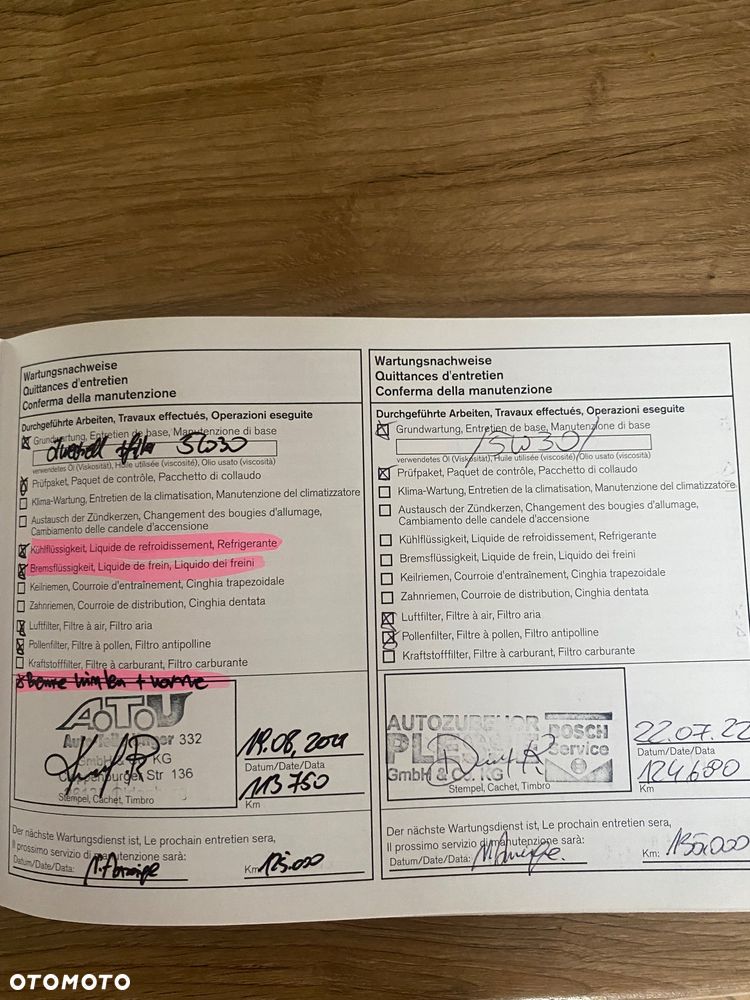 Wartungsnachweise
Quittances d'entretien
Conferma della manutenzione
Durchgeführte Arbeiten, Travaux effectués, Operazioni eseguite
Grundwartung, Entretien de base, Manutenzione di base
5W30
verwendetes Öl (Viskosität), Huile utilisée (viscosité), Olio usato (viscosità)
Prüfpaket, Paquet de contrôle, Pacchetto di collaudo
Klima-Wartung, Entretien de la climatisation, Manutenzione del climatizzatore
Austausch der Zündkerzen, Changement des bougies d'allumage,
Cambiamento delle candele d'accensione
Kühlflüssigkeit, Liquide de refroidissement, Refrigerante
Bremsflüssigkeit, Liquide de frein, Liquido dei freini
Keilriemen, Courroie d'entraînement, Cinghia trapezoidale
Zahnriemen, Courroie de distribution, Cinghia dentata
Luftfilter, Filtre à air, Filtro aria
Pollenfilter, Filtre à pollen, Filtro antipolline
Kraftstofffilter, Filtre à carburant, Filtro carburante
hinten + vorne
332
KG
Str 136
Stempel, Cachet, Timbro
19.08.2021
Datum/Date/Data
113750
Km
Der nächste Wartungsdienst ist, Le prochain entretien sera,
Il prossimo servizio di manutenzione sarà:
Datum/Date/Data:
Km: 125.000
Wartungsnachweise
Quittances d'entretien
Conferma della manutenzione
Durchgeführte Arbeiten, Travaux effectués, Operazioni eseguite
Grundwartung, Entretien de base, Manutenzione di base
/5W30/
verwendetes Öl (Viskosität), Huile utilisée (viscosité), Olio usato (viscosità)
Prüfpaket, Paquet de contrôle, Pacchetto di collaudo
Klima-Wartung, Entretien de la climatisation, Manutenzione del climatizzatore
Austausch der Zündkerzen, Changement des bougies d'allumage,
Cambiamento delle candele d'accensione
Kühlflüssigkeit, Liquide de refroidissement, Refrigerante
Bremsflüssigkeit, Liquide de frein, Liquido dei freini
Keilriemen, Courroie d'entraînement, Cinghia trapezoidale
Zahnriemen, Courroie de distribution, Cinghia dentata
Luftfilter, Filtre à air, Filtro aria
Pollenfilter, Filtre à pollen, Filtro antipolline
Kraftstofffilter, Filtre à carburant, Filtro carburante
AUTOZUBEHÖR
BOSCH
Service
GmbH & Co. KG
Stempel, Cachet, Timbro
22.07.22
Datum/Date/Data
124680
Km
Der nächste Wartungsdienst ist, Le prochain entretien sera,
Il prossimo servizio di manutenzione sarà:
Datum/Date/Data:
Km: 135.000
OTOMOTO